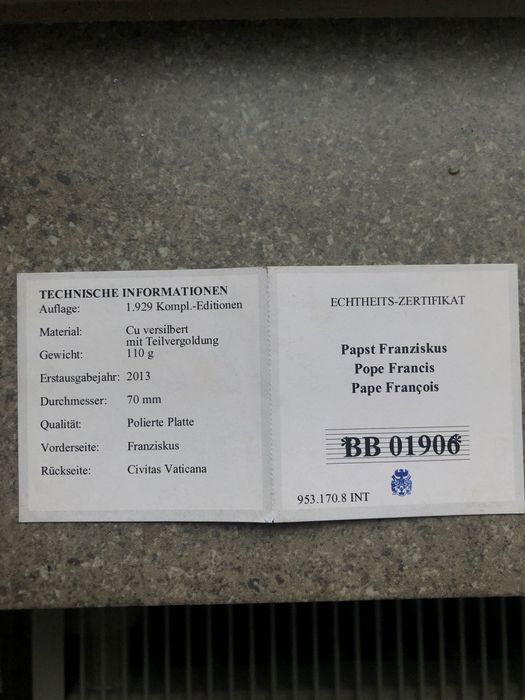 TECHNISCHE INFORMATIONEN
Auflage: 1.929 Kompl.-Editionen
Material: Cu versilbert
mit Teilvergoldung
Gewicht: 110 g
Erstausgabejahr: 2013
Durchmesser: 70 mm
Qualität: Polierte Platte
Vorderseite: Franziskus
Rückseite: Civitas Vaticana
ECHTHEITS-ZERTIFIKAT
Papst Franziskus
Pope Francis
Pape François
*BB 01906*
953.170.8 INT